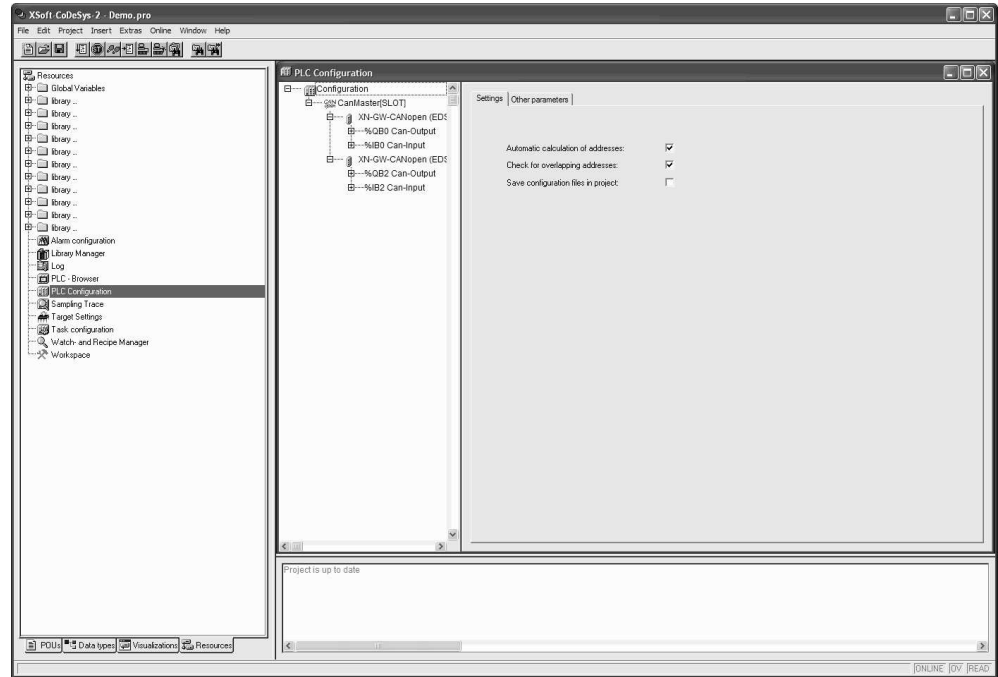 XSoft-CoDeSys-2 - Demo.pro
File Edit Project Insert Extras Online Window Help
Resources
Global Variables
library ..
library ..
library ..
library ..
library ..
library ..
library ..
library ..
library ..
library ..
library ..
Alarm configuration
Library Manager
Log
PLC - Browser
PLC Configuration
Sampling Trace
Target Settings
Task configuration
Watch- and Recipe Manager
Workspace
POUs Data types Visualizations Resources
PLC Configuration
Configuration
CAN CanMaster[SLOT]
XN-GW-CANopen (EDS
%QB0 Can-Output
%IB0 Can-Input
XN-GW-CANopen (EDS
%QB2 Can-Output
%IB2 Can-Input
Settings Other parameters
Automatic calculation of addresses:
Check for overlapping addresses:
Save configuration files in project:
Project is up to date
ONLINE OV READ